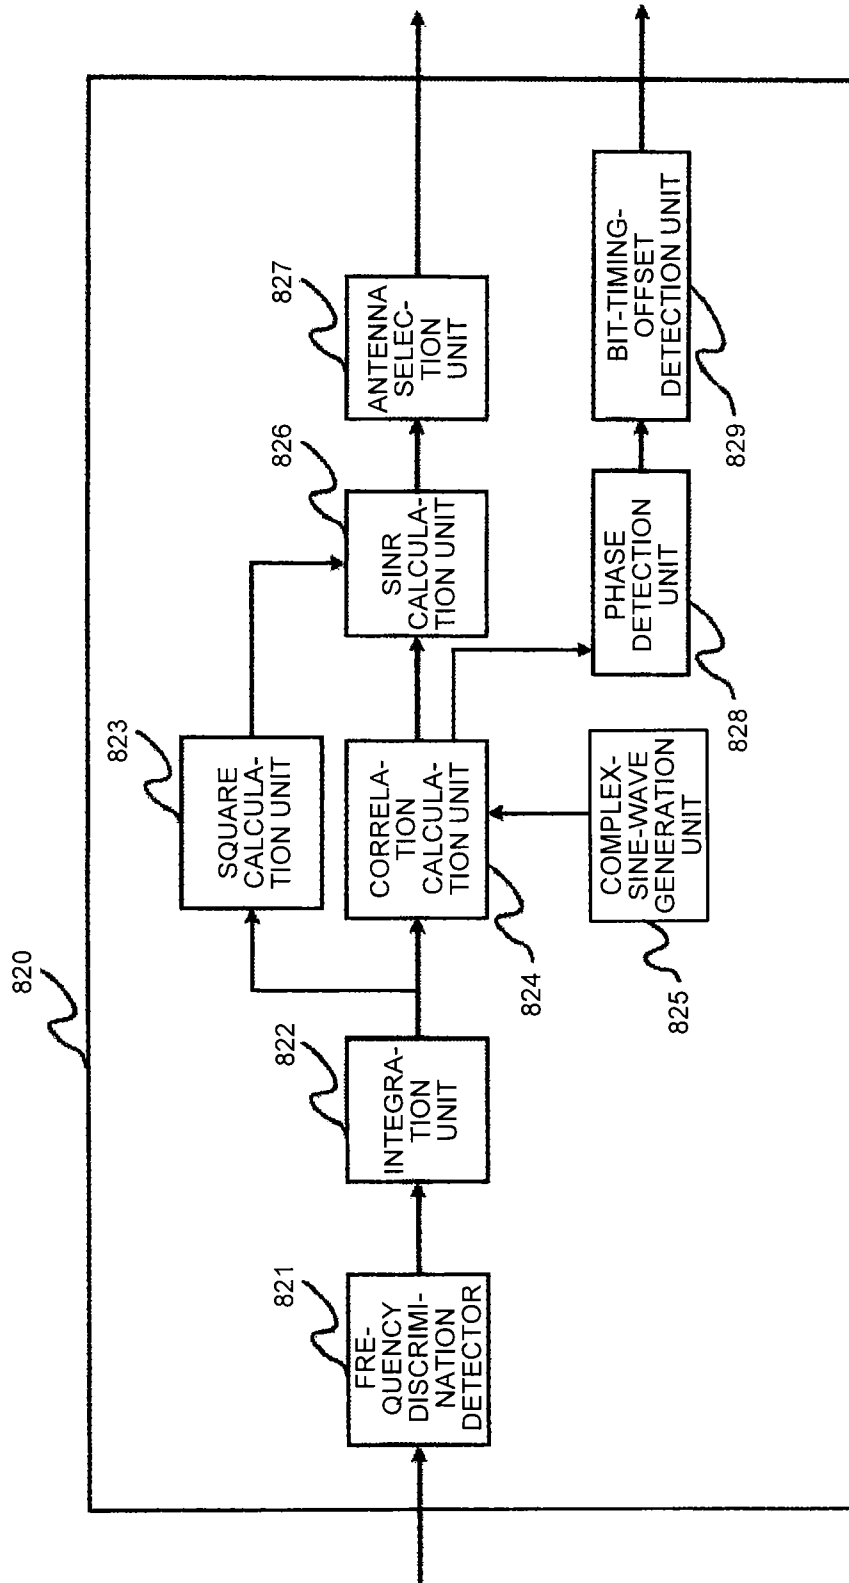 820
821
FRE-
QUENCY
DISCRIMI-
NATION
DETECTOR
822
INTEGRA-
TION
UNIT
823
SQUARE
CALCULA-
TION UNIT
CORRELA-
TION
CALCULA-
TION UNIT
824
COMPLEX-
SINE-WAVE
GENERATION
UNIT
825
826
SINR
CALCULA-
TION UNIT
827
ANTENNA
SELEC-
TION
UNIT
PHASE
DETECTION
UNIT
828
BIT-TIMING-
OFFSET
DETECTION UNIT
829